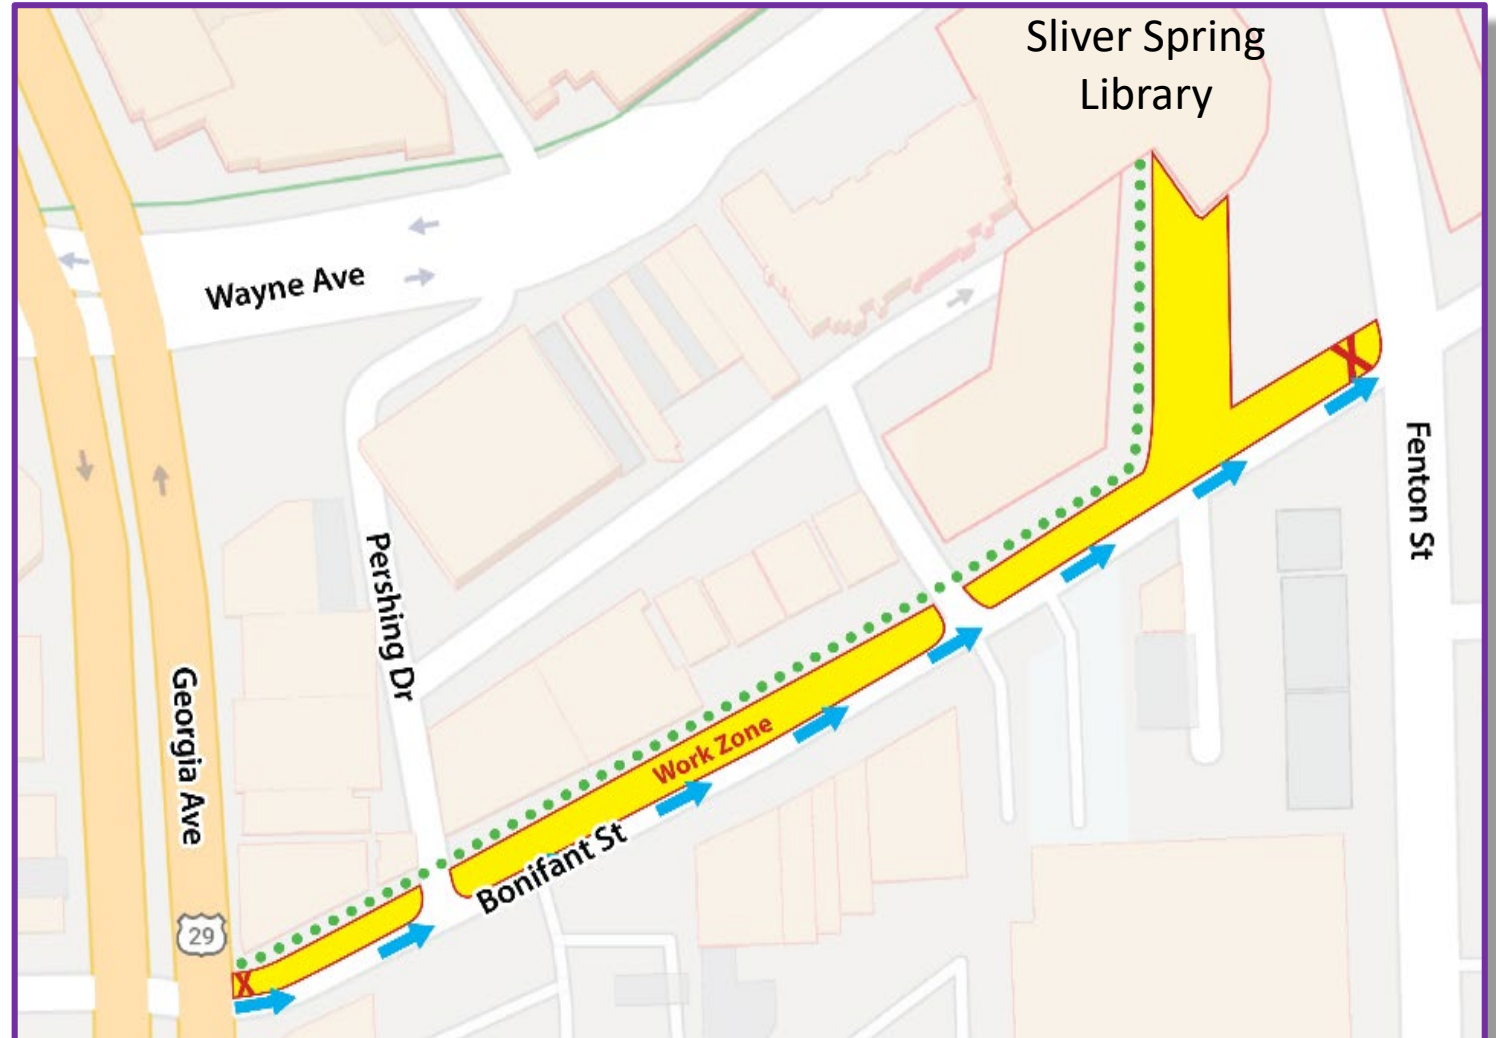 Sliver Spring
Library
Wayne Ave
Fenton St
Pershing Dr
Georgia Ave
Work Zone
Bonifant St
29
X
X